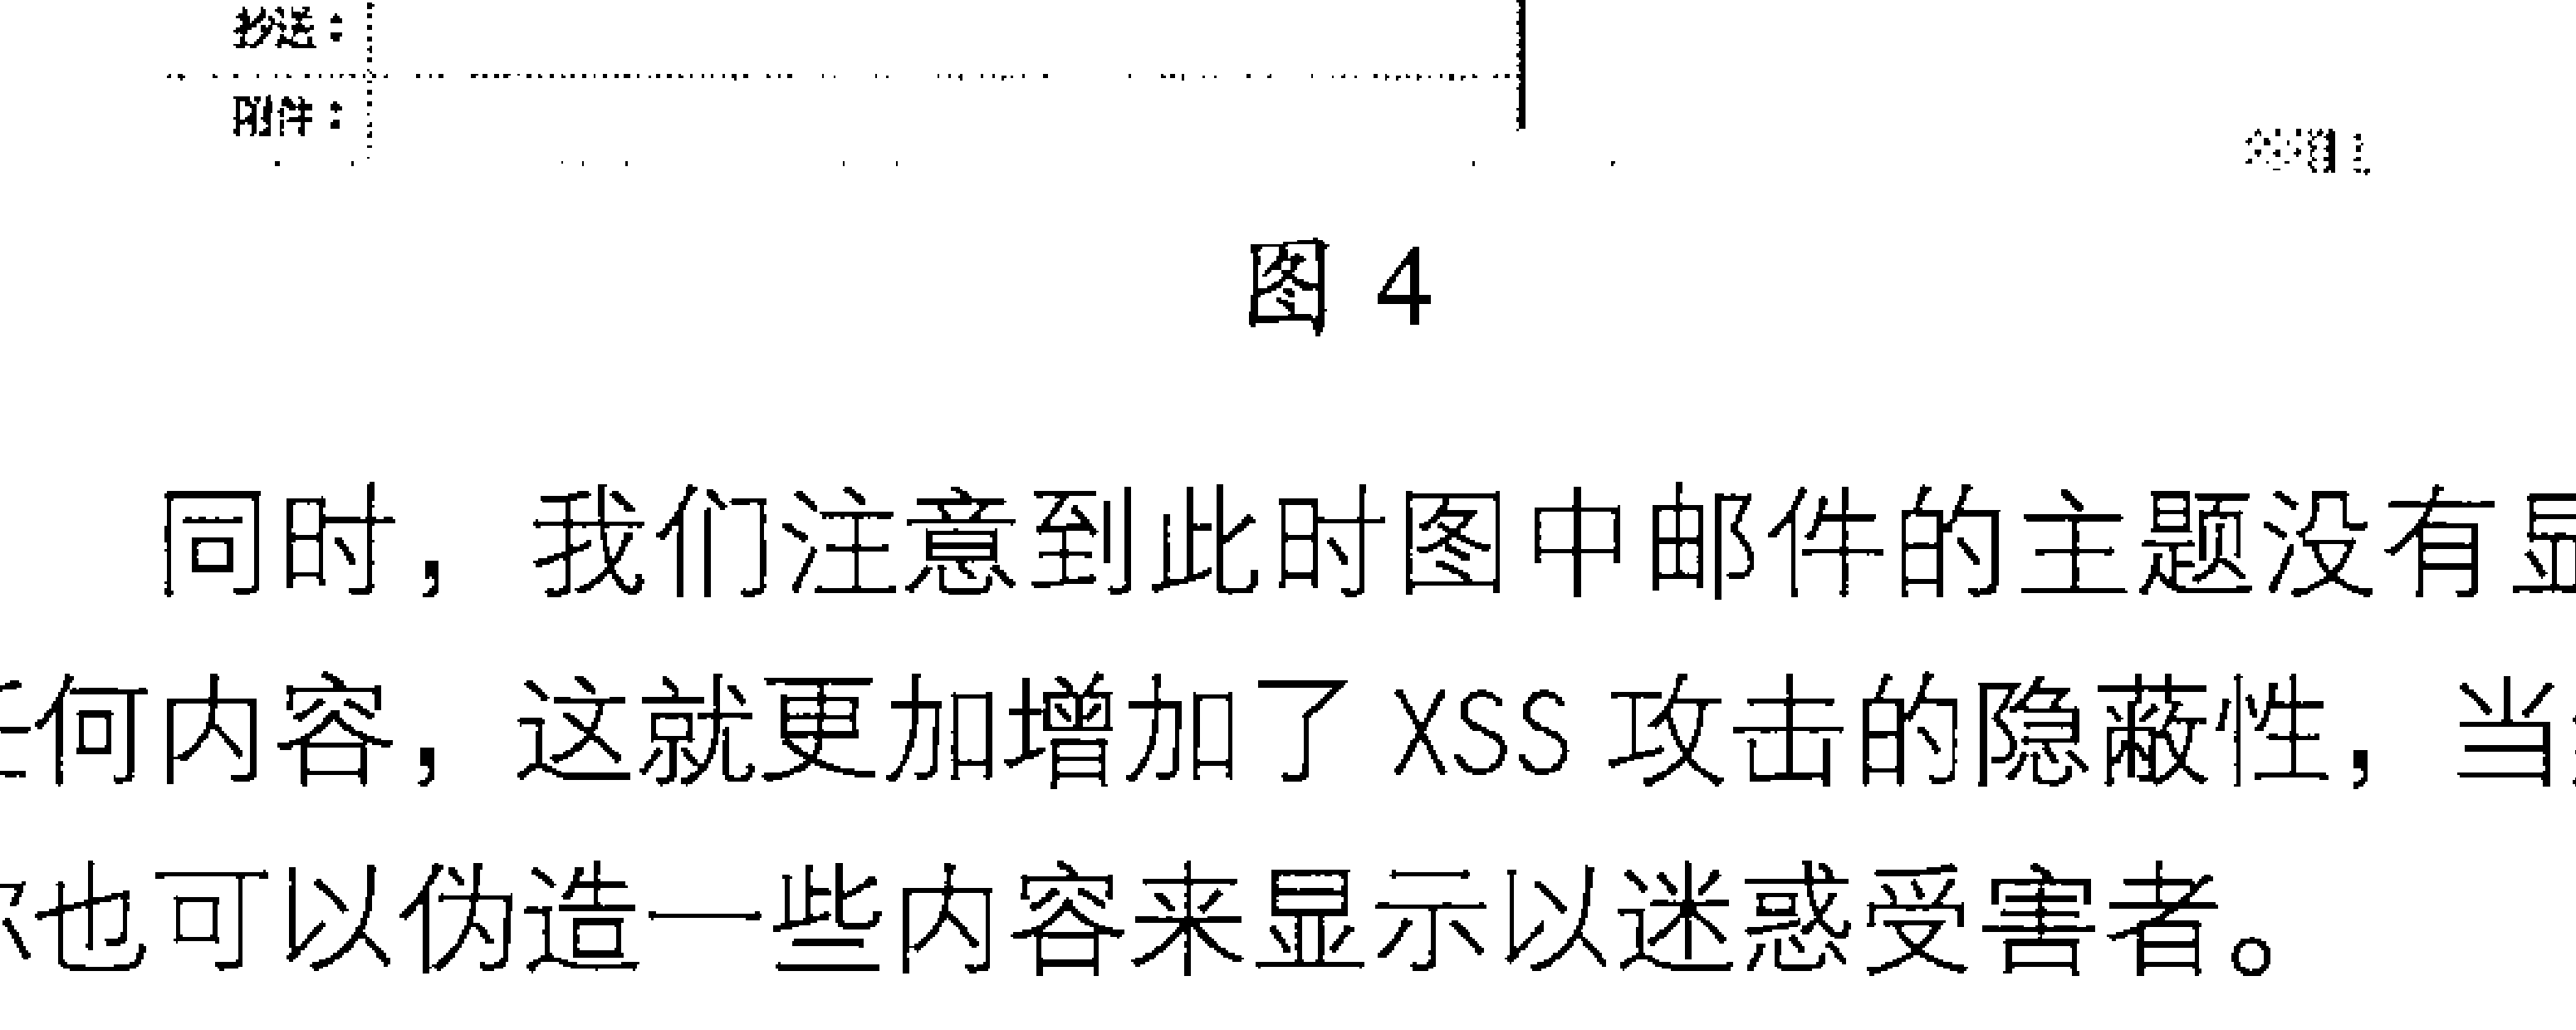 抄送：
附件：
图 4
同时，我们注意到此时图中邮件的主题没有显
任何内容，这就更加增加了 XSS 攻击的隐蔽性，当
你也可以伪造一些内容来显示以迷惑受害者。